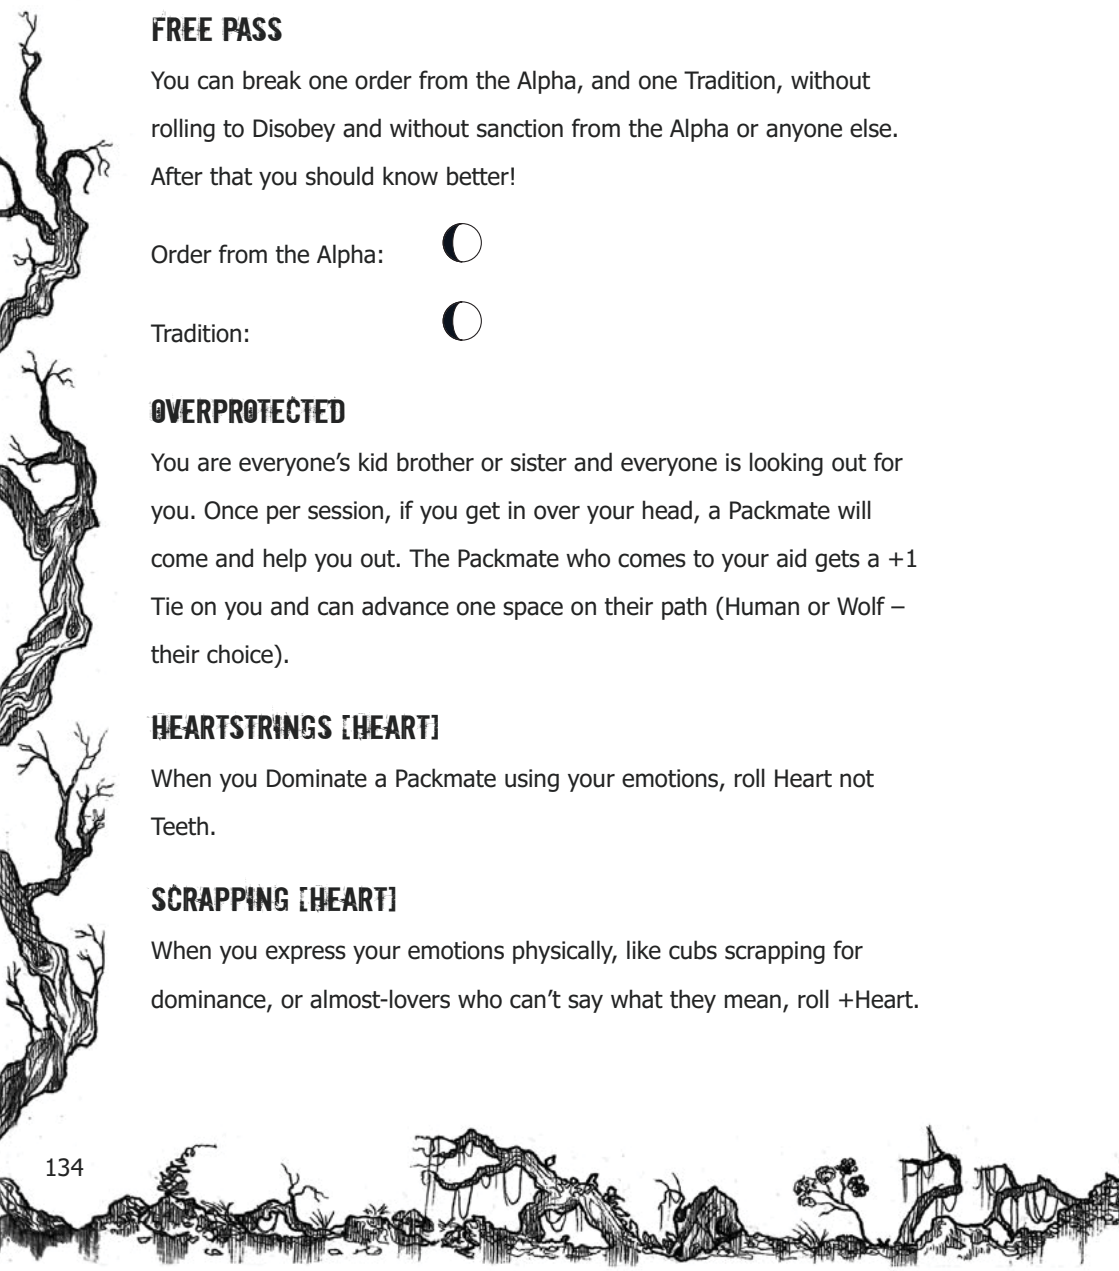 FREE PASS
You can break one order from the Alpha, and one Tradition, without
rolling to Disobey and without sanction from the Alpha or anyone else.
After that you should know better!
Order from the Alpha:
Tradition:
OVERPROTECTED
You are everyone’s kid brother or sister and everyone is looking out for
you. Once per session, if you get in over your head, a Packmate will
come and help you out. The Packmate who comes to your aid gets a +1
Tie on you and can advance one space on their path (Human or Wolf –
their choice).
HEARTSTRINGS [HEART]
When you Dominate a Packmate using your emotions, roll Heart not
Teeth.
SCRAPPING [HEART]
When you express your emotions physically, like cubs scrapping for
dominance, or almost-lovers who can’t say what they mean, roll +Heart.
134